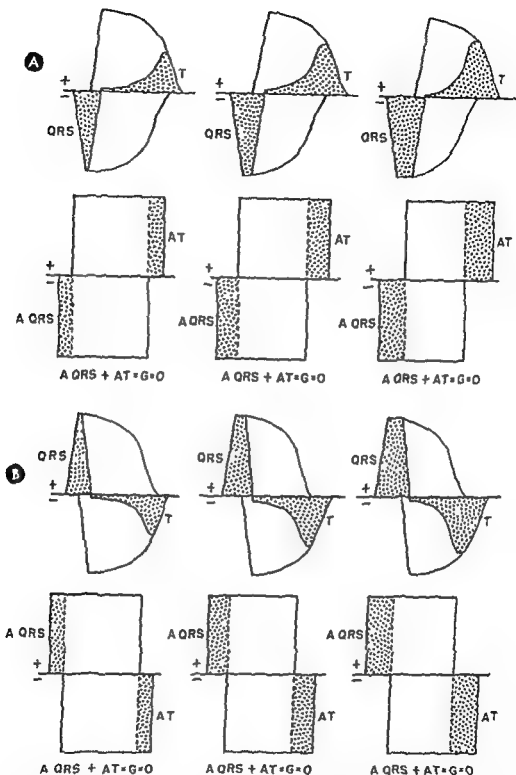 A
+ T + T + T
− QRS − QRS − QRS
AT AT AT
+ + +
− − −
A QRS A QRS A QRS
A QRS + AT=G=O A QRS + AT=G=O A QRS + AT=G=O
B
QRS QRS QRS
+ + +
− T − T − T
A QRS A QRS A QRS
+ + +
− − −
AT AT AT
A QRS + AT=G=O A QRS + AT=G=O A QRS + AT=G=O